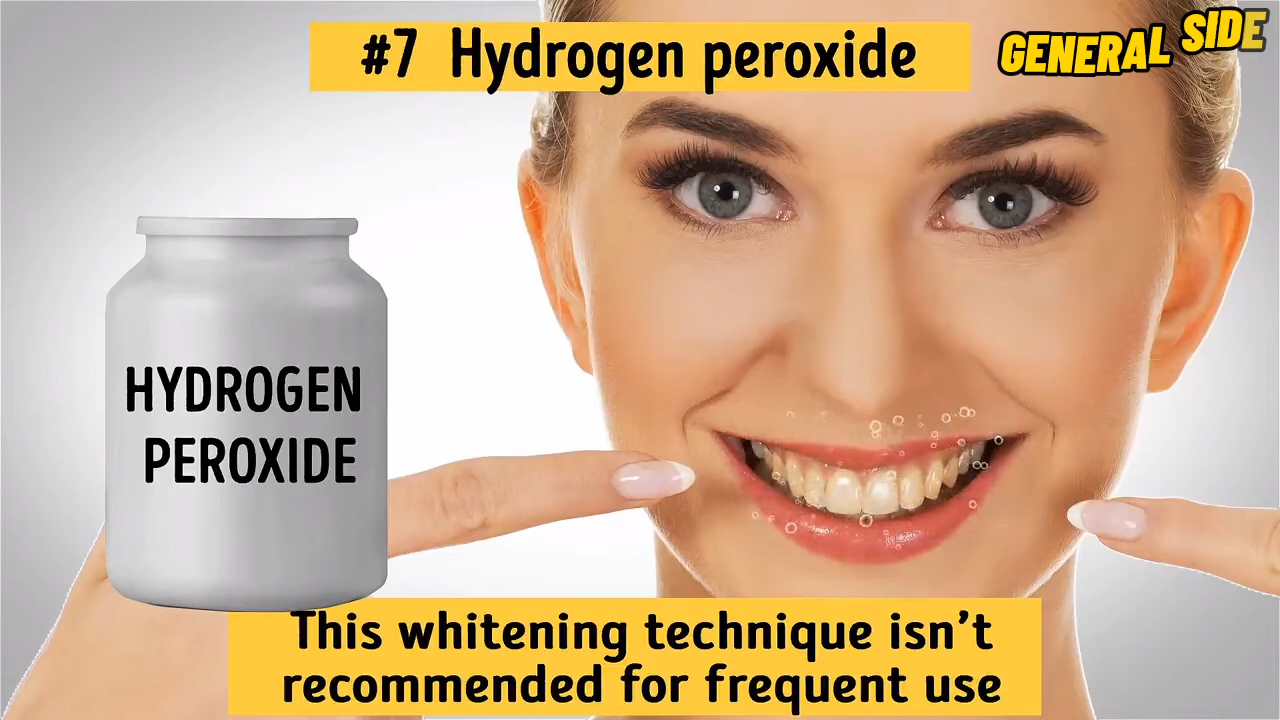 #7 Hydrogen peroxide
GENERAL SIDE
HYDROGEN
PEROXIDE
This whitening technique isn't
recommended for frequent use